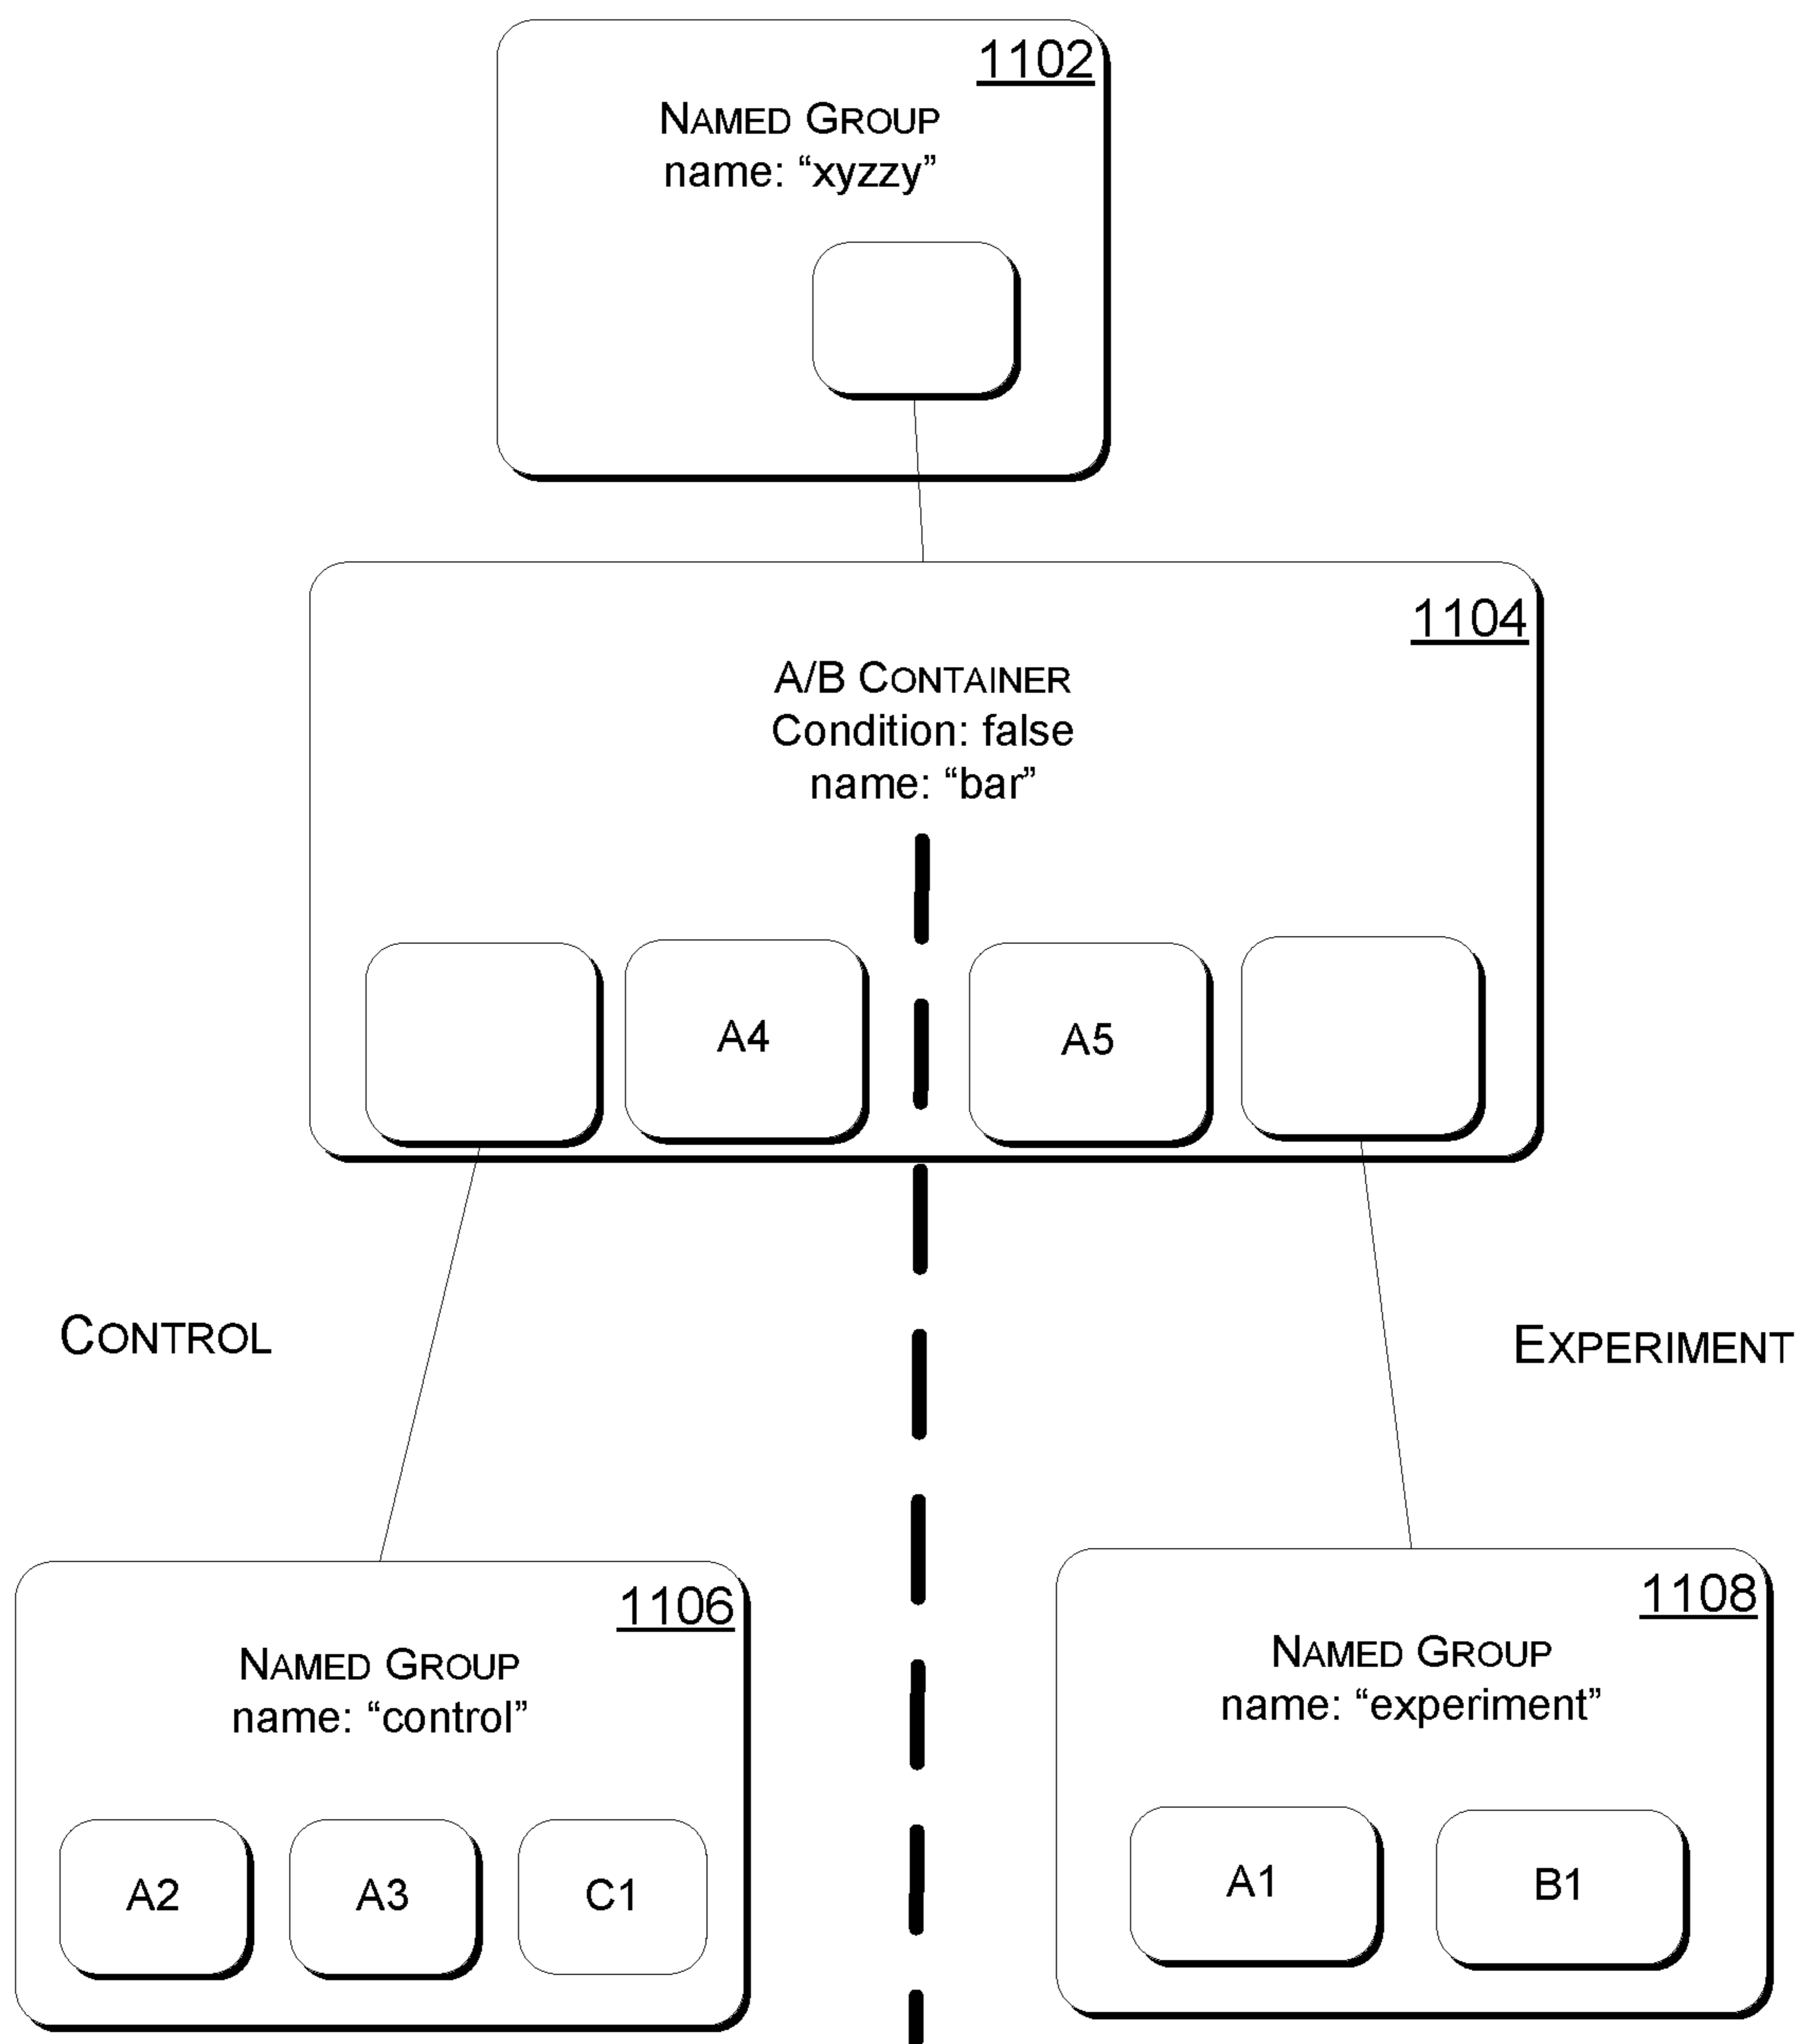 1102
NAMED GROUP
name: “xyzzy”
1104
A/B CONTAINER
Condition: false
name: “bar”
A4
A5
CONTROL
EXPERIMENT
1106
NAMED GROUP
name: “control”
A2
A3
C1
1108
NAMED GROUP
name: “experiment”
A1
B1